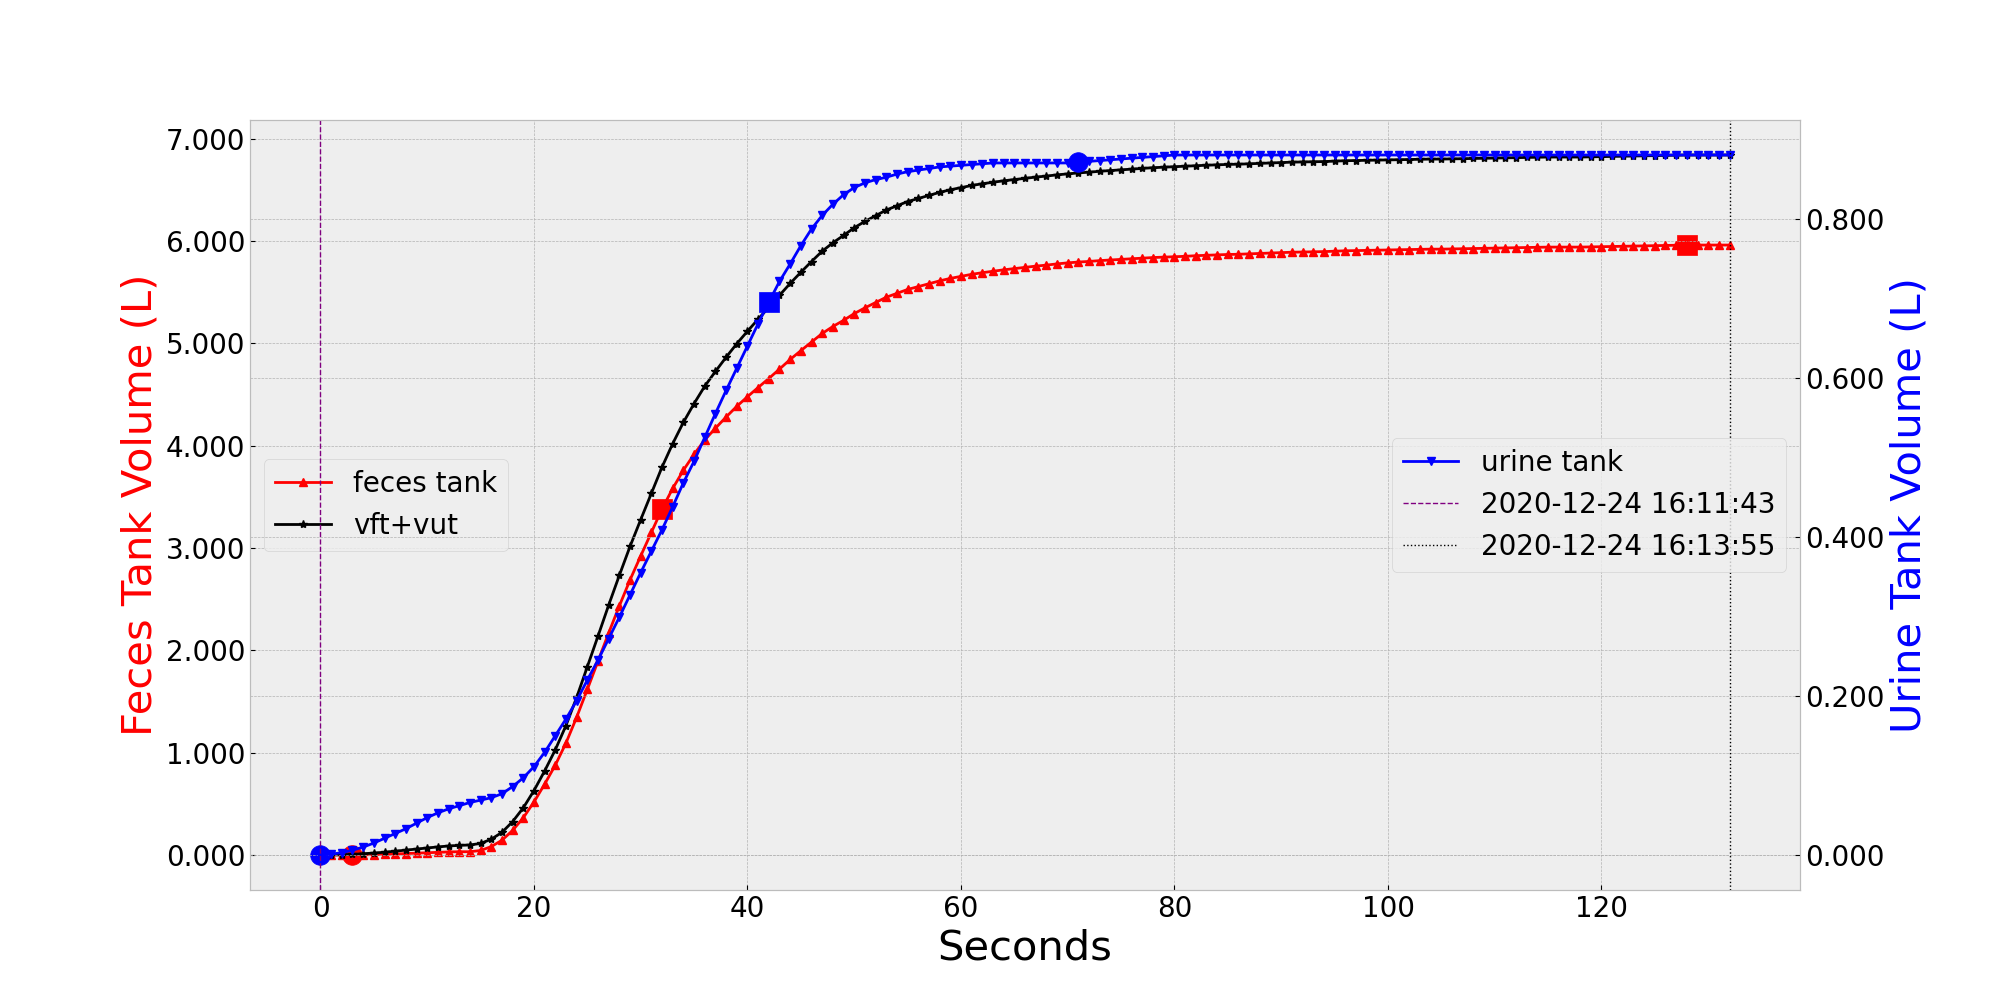 7.000
6.000
5.000
4.000
3.000
2.000
1.000
0.000
Feces Tank Volume (L)
feces tank
vft+vut
0.800
0.600
0.400
0.200
0.000
Urine Tank Volume (L)
urine tank
2020-12-24 16:11:43
2020-12-24 16:13:55
0 20 40 60 80 100 120
Seconds